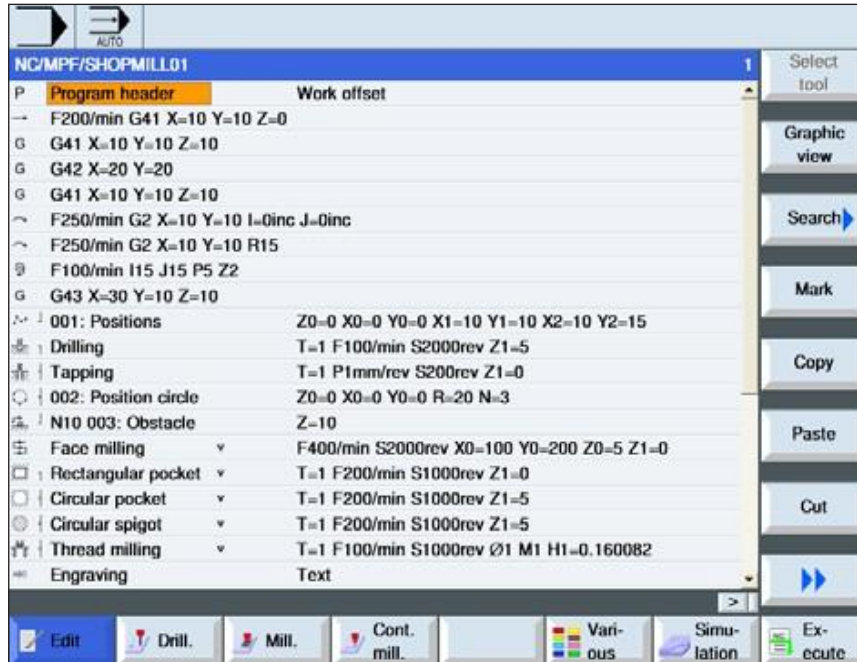 AUTO
NC/MPF/SHOPMILL01 1
P Program header Work offset
F200/min G41 X=10 Y=10 Z=0
G G41 X=10 Y=10 Z=10
G G42 X=20 Y=20
G G41 X=10 Y=10 Z=10
F250/min G2 X=10 Y=10 I=0inc J=0inc
F250/min G2 X=10 Y=10 R15
F100/min I15 J15 P5 Z2
G G43 X=30 Y=10 Z=10
001: Positions Z0=0 X0=0 Y0=0 X1=10 Y1=10 X2=10 Y2=15
Drilling T=1 F100/min S2000rev Z1=5
Tapping T=1 P1mm/rev S200rev Z1=0
002: Position circle Z0=0 X0=0 Y0=0 R=20 N=3
N10 003: Obstacle Z=10
Face milling v F400/min S2000rev X0=100 Y0=200 Z0=5 Z1=0
Rectangular pocket v T=1 F200/min S1000rev Z1=0
Circular pocket v T=1 F200/min S1000rev Z1=5
Circular spigot v T=1 F200/min S1000rev Z1=5
Thread milling v T=1 F100/min S1000rev Ø1 M1 H1=0.160082
Engraving Text
>
Select
tool
Graphic
view
Search
Mark
Copy
Paste
Cut
Edit
Drill.
Mill.
Cont.
mill.
Vari-
ous
Simu-
lation
Ex-
ecute